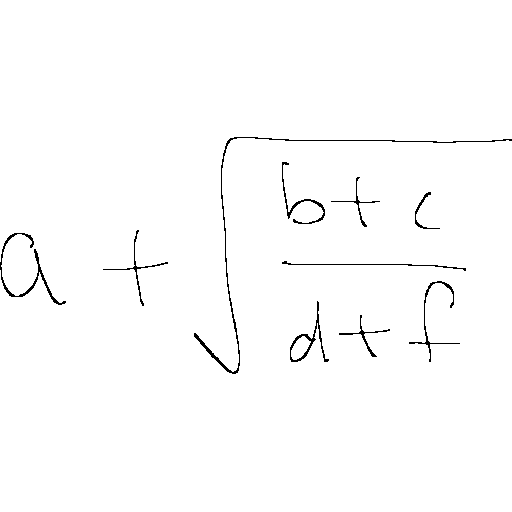 a + √((b+c)/(d+f))